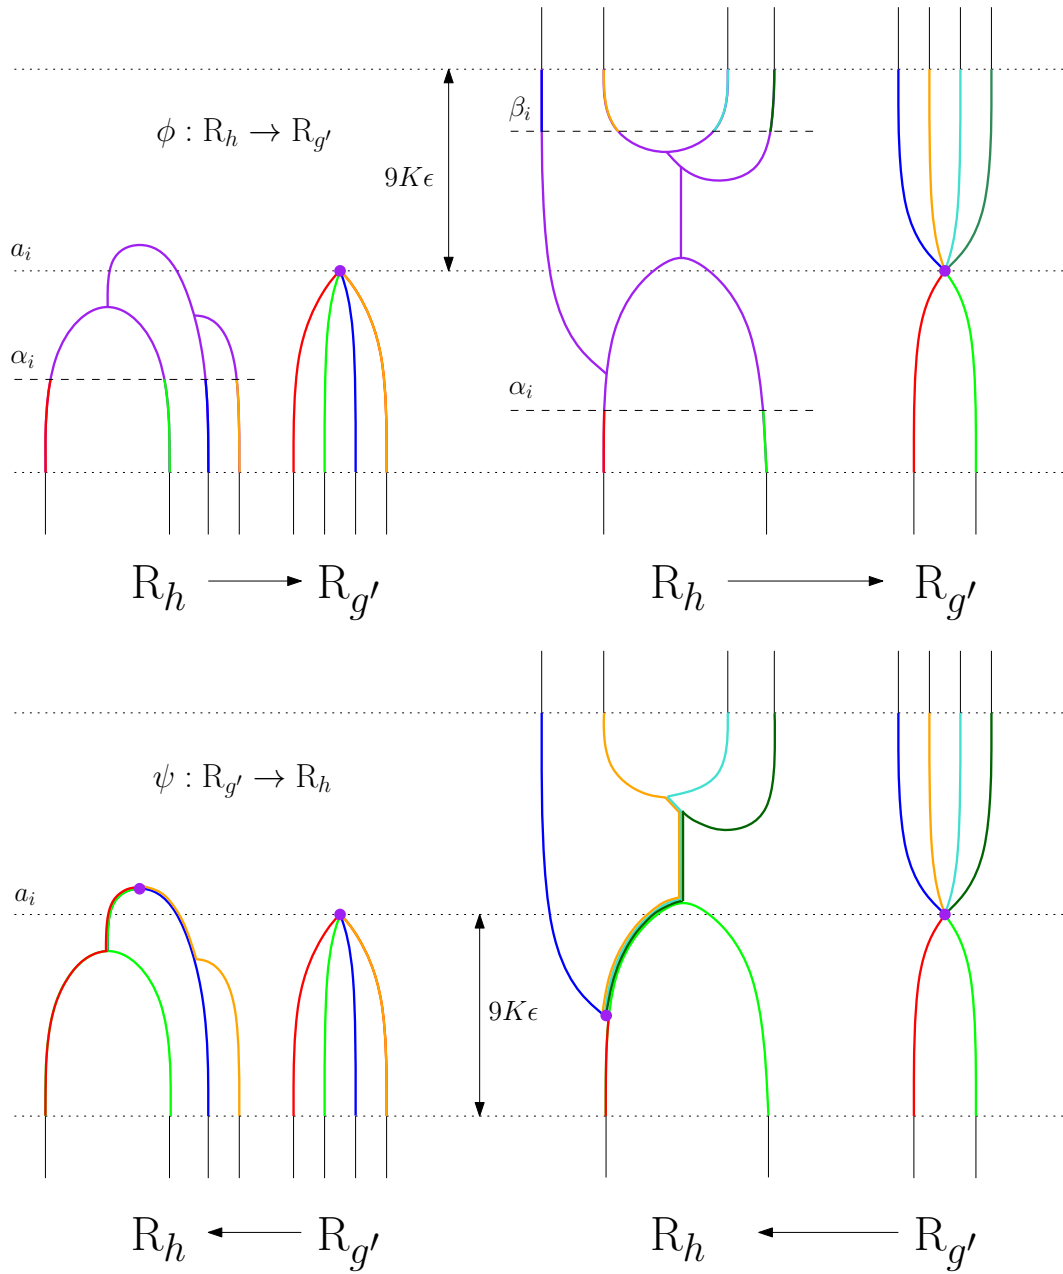 β_i
ϕ : R_h → R_{g′}
9Kϵ
a_i
α_i
α_i
R_h → R_{g′}
R_h → R_{g′}
ψ : R_{g′} → R_h
a_i
9Kϵ
R_h ← R_{g′}
R_h ← R_{g′}